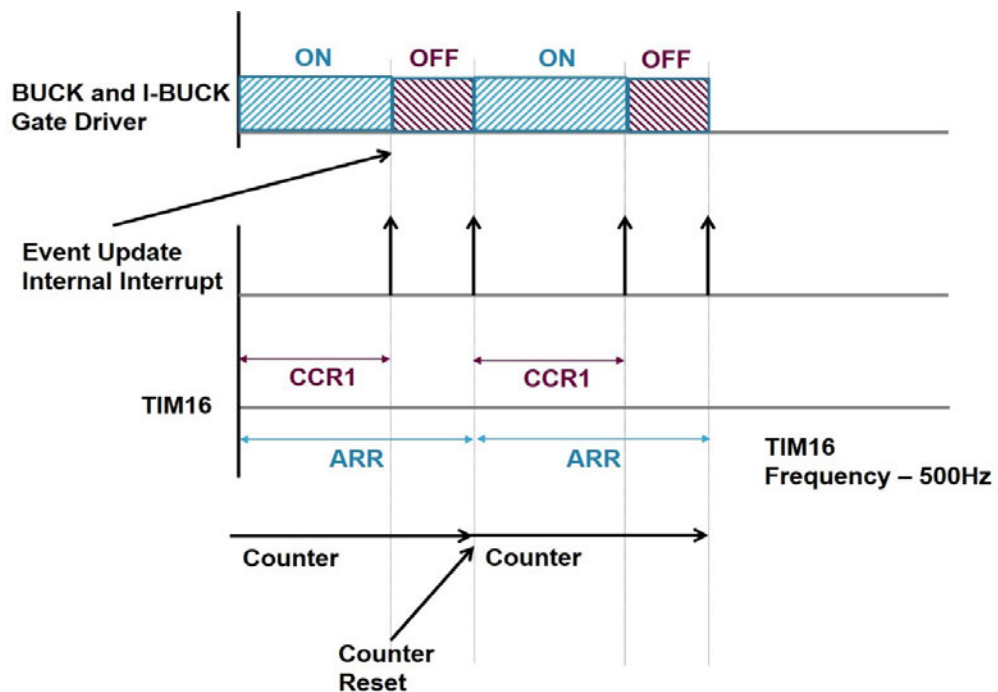 ON OFF ON OFF
BUCK and I-BUCK
Gate Driver
Event Update
Internal Interrupt
CCR1 CCR1
TIM16
ARR ARR
TIM16
Frequency – 500Hz
Counter Counter
Counter
Reset